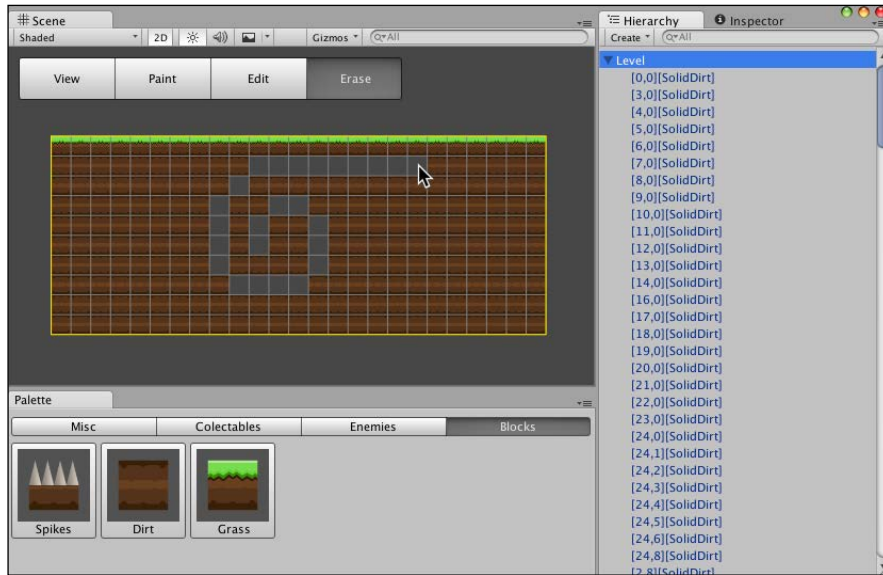 Scene
Shaded 2D Gizmos All
View Paint Edit Erase
Palette
Misc Colectables Enemies Blocks
Spikes Dirt Grass
Hierarchy Inspector
Create All
Level
[0,0][SolidDirt]
[3,0][SolidDirt]
[4,0][SolidDirt]
[5,0][SolidDirt]
[6,0][SolidDirt]
[7,0][SolidDirt]
[8,0][SolidDirt]
[9,0][SolidDirt]
[10,0][SolidDirt]
[11,0][SolidDirt]
[12,0][SolidDirt]
[13,0][SolidDirt]
[14,0][SolidDirt]
[16,0][SolidDirt]
[17,0][SolidDirt]
[18,0][SolidDirt]
[19,0][SolidDirt]
[20,0][SolidDirt]
[21,0][SolidDirt]
[22,0][SolidDirt]
[23,0][SolidDirt]
[24,0][SolidDirt]
[24,1][SolidDirt]
[24,2][SolidDirt]
[24,3][SolidDirt]
[24,4][SolidDirt]
[24,5][SolidDirt]
[24,6][SolidDirt]
[24,8][SolidDirt]
[2,8][SolidDirt]